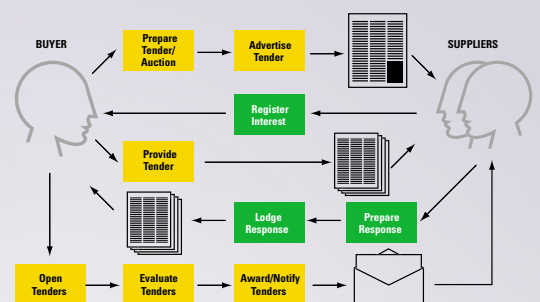 BUYER
Prepare
Tender/
Auction
Advertise
Tender
SUPPLIERS
Register
Interest
Provide
Tender
Lodge
Response
Prepare
Response
Open
Tenders
Evaluate
Tenders
Award/Notify
Tenders